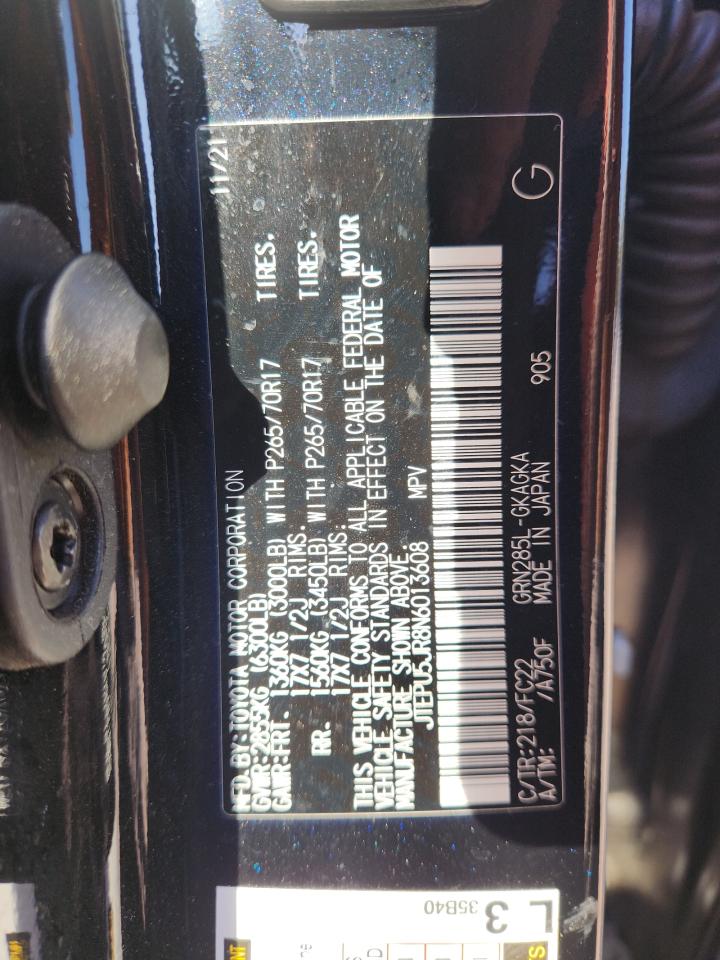 MFD.BY:TOYOTA MOTOR CORPORATION 11/21
GVWR:2855KG (6300LB)
GAWR:FRT. 1360KG (3000LB) WITH P265/70R17 TIRES.
17X7 1/2J RIMS.
RR. 1560KG (3450LB) WITH P265/70R17 TIRES.
17X7 1/2J RIMS.
THIS VEHICLE CONFORMS TO ALL APPLICABLE FEDERAL MOTOR
VEHICLE SAFETY STANDARDS IN EFFECT ON THE DATE OF
MANUFACTURE SHOWN ABOVE.
JTEPU5JR8N6013608 MPV
C/TR:218/FC22 GRN285L-GKAGKA 905 G
A/TM: /A750F MADE IN JAPAN
L 3
35B40